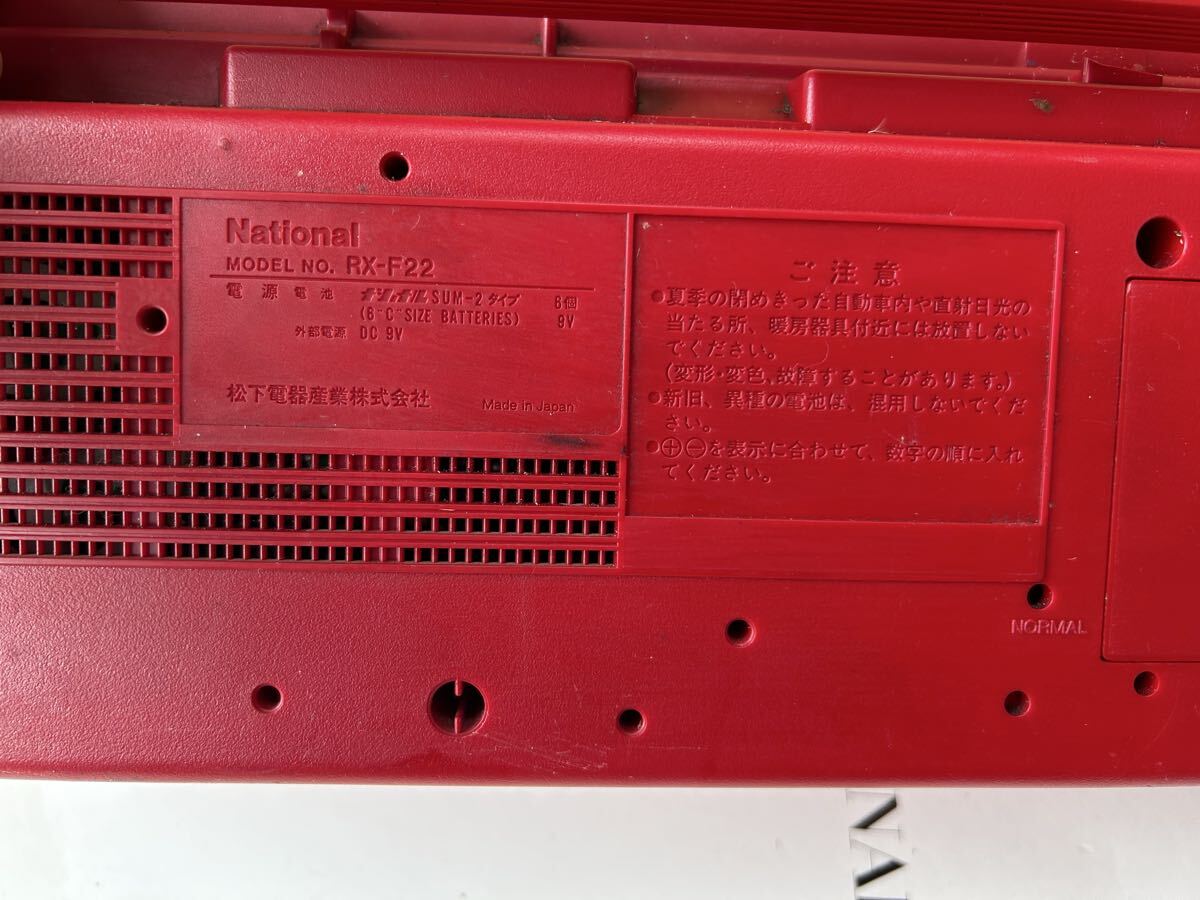 National
MODEL NO. RX-F22
電源 電池 ナショナル SUM-2 タイプ 6個
(6"C"SIZE BATTERIES) 9V
外部電源 DC 9V
松下電器産業株式会社 Made in Japan
ご注意
●夏季の閉めきった自動車内や直射日光の
当たる所、暖房器具付近には放置しない
でください。
(変形・変色、故障することがあります。)
●新旧、異種の電池は、混用しないでくだ
さい。
●⊕⊖を表示に合わせて、数字の順に入れ
てください。
NORMAL
NA